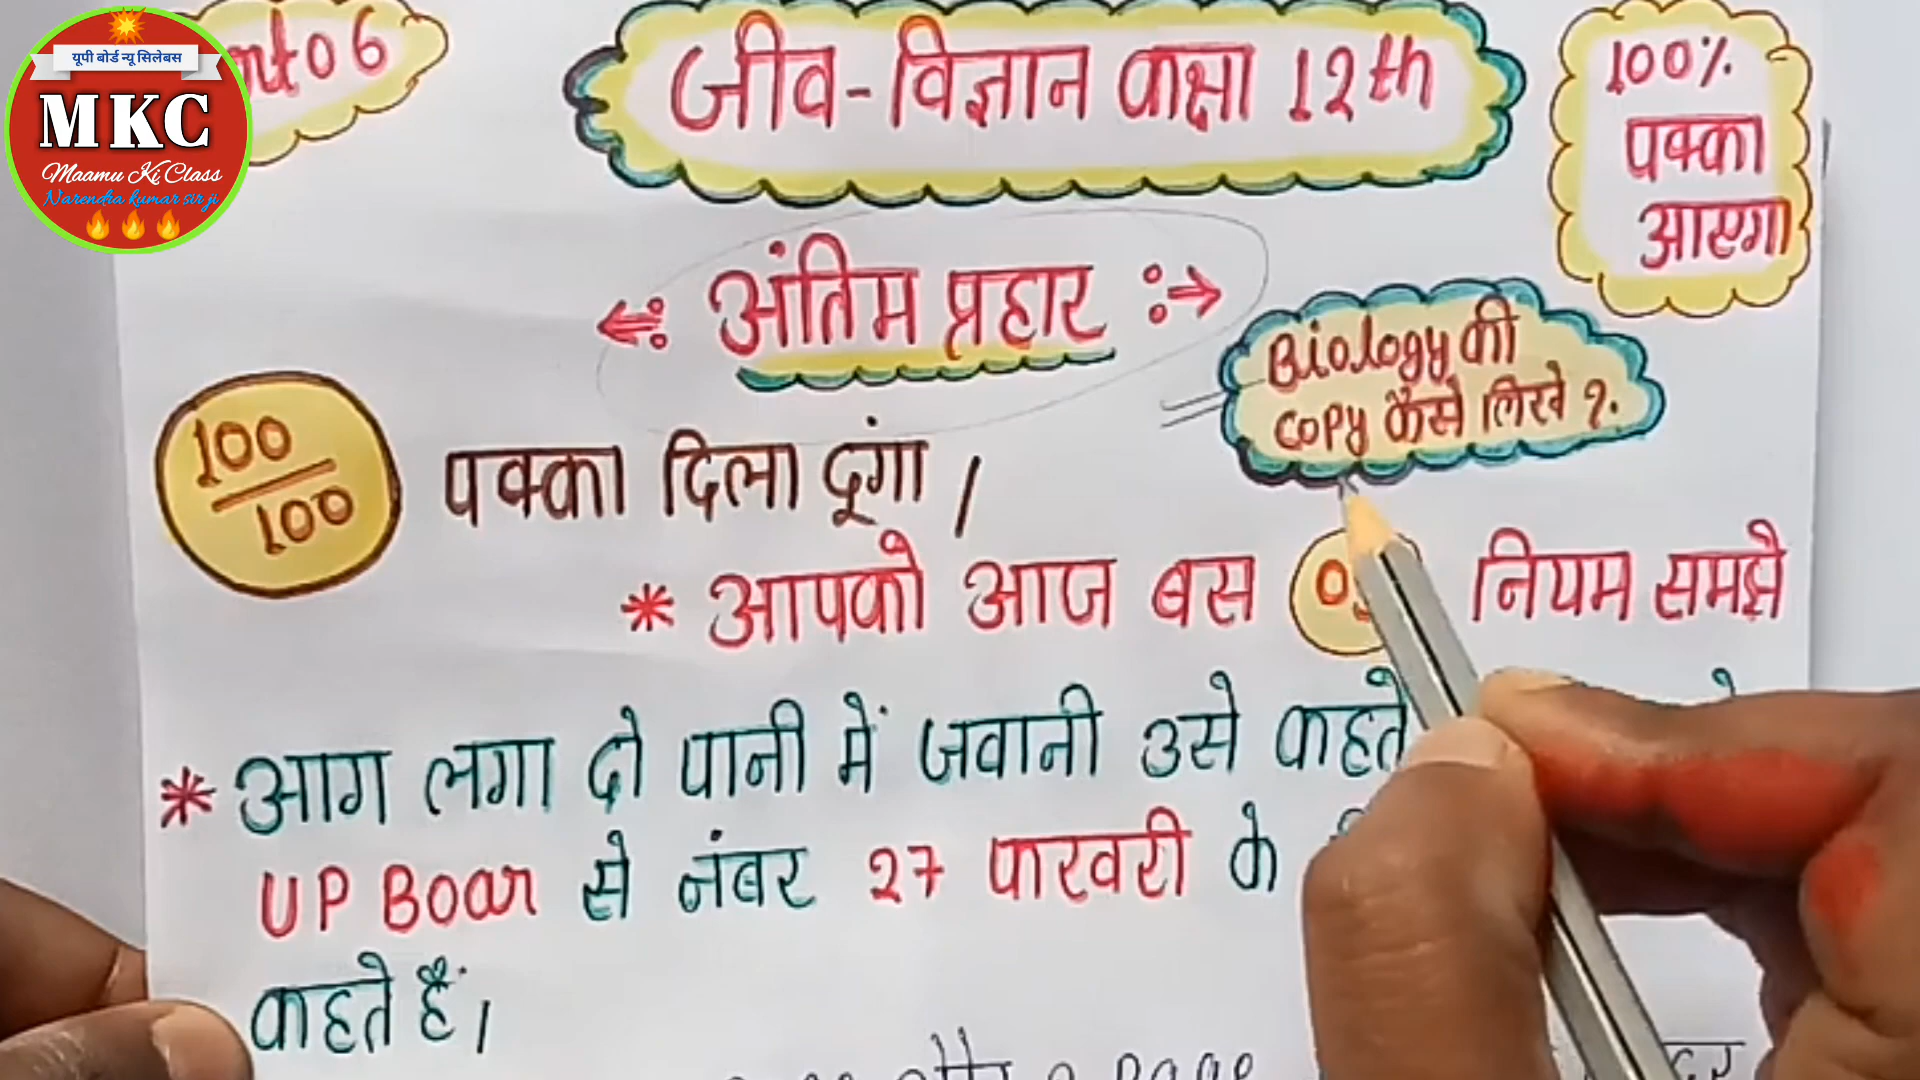 यूपी बोर्ड न्यू सिलेबस
MKC
Maamu Ki Class
Narendra kumar sir ji
06
जीव-विज्ञान कक्षा 12th
100%
पक्का
आएगा
अंतिम प्रहार
Biology की
copy कैसे लिखे ?.
100
100
पक्का दिला दूंगा।
* आपको आज बस नियम समझे
* आग लगा दो पानी में जवानी उसे कहते
UP Boar से नंबर 27 फरवरी के
कहते हैं।